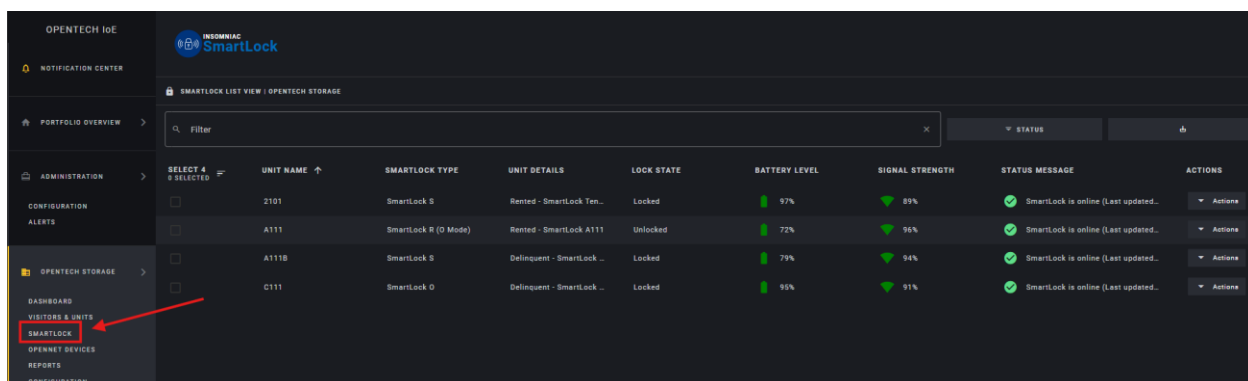 OPENTECH IoE
NOTIFICATION CENTER
PORTFOLIO OVERVIEW
ADMINISTRATION
CONFIGURATION
ALERTS
OPENTECH STORAGE
DASHBOARD
VISITORS & UNITS
SMARTLOCK
OPENNET DEVICES
REPORTS
CONFIGURATION
INSOMNIAC
SmartLock
SMARTLOCK LIST VIEW | OPENTECH STORAGE
Filter
STATUS
SELECT 4 UNIT NAME SMARTLOCK TYPE UNIT DETAILS LOCK STATE BATTERY LEVEL SIGNAL STRENGTH STATUS MESSAGE ACTIONS
0 SELECTED
2101 SmartLock S Rented - SmartLock Ten... Locked 97% 89% SmartLock is online (Last updated... Actions
A111 SmartLock R (O Mode) Rented - SmartLock A111 Unlocked 72% 96% SmartLock is online (Last updated... Actions
A111B SmartLock S Delinquent - SmartLock ... Locked 79% 94% SmartLock is online (Last updated... Actions
C111 SmartLock O Delinquent - SmartLock ... Locked 95% 91% SmartLock is online (Last updated... Actions